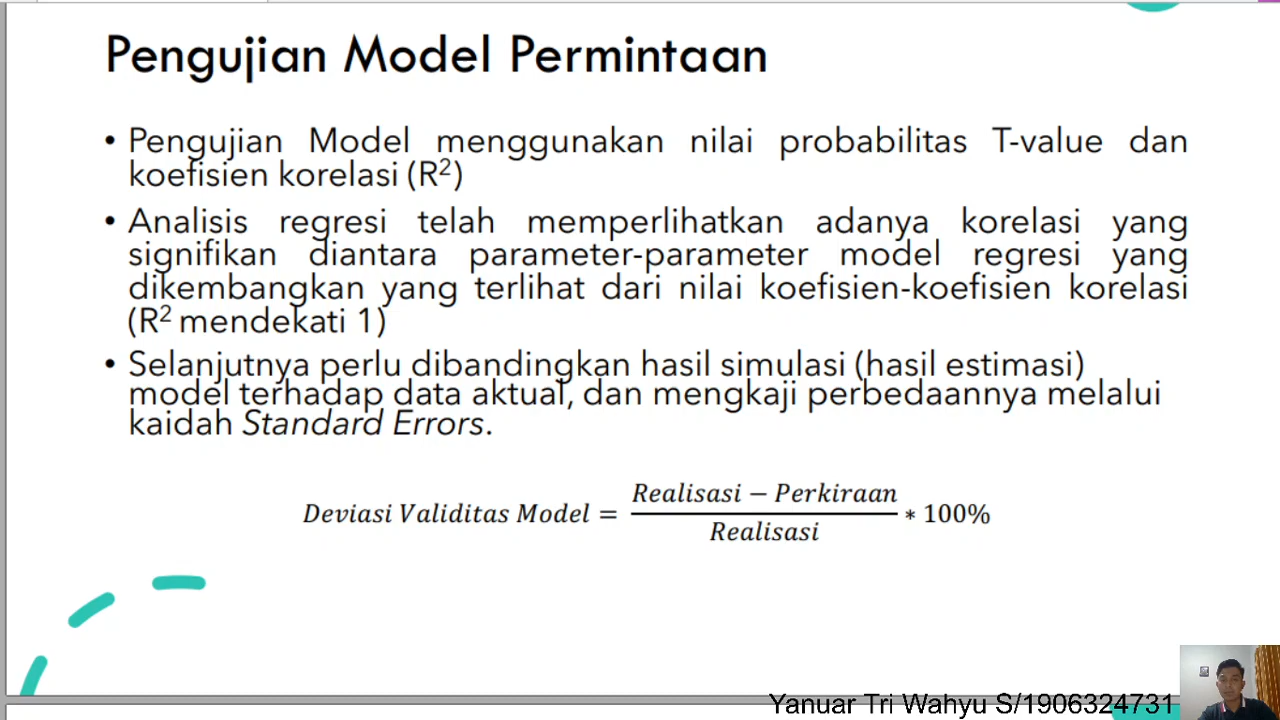 Pengujian Model Permintaan
• Pengujian Model menggunakan nilai probabilitas T-value dan
koefisien korelasi (R²)
• Analisis regresi telah memperlihatkan adanya korelasi yang
signifikan diantara parameter-parameter model regresi yang
dikembangkan yang terlihat dari nilai koefisien-koefisien korelasi
(R² mendekati 1)
• Selanjutnya perlu dibandingkan hasil simulasi (hasil estimasi)
model terhadap data aktual, dan mengkaji perbedaannya melalui
kaidah Standard Errors.
Realisasi − Perkiraan
Deviasi Validitas Model = ∗ 100%
Realisasi
Yanuar Tri Wahyu S/1906324731